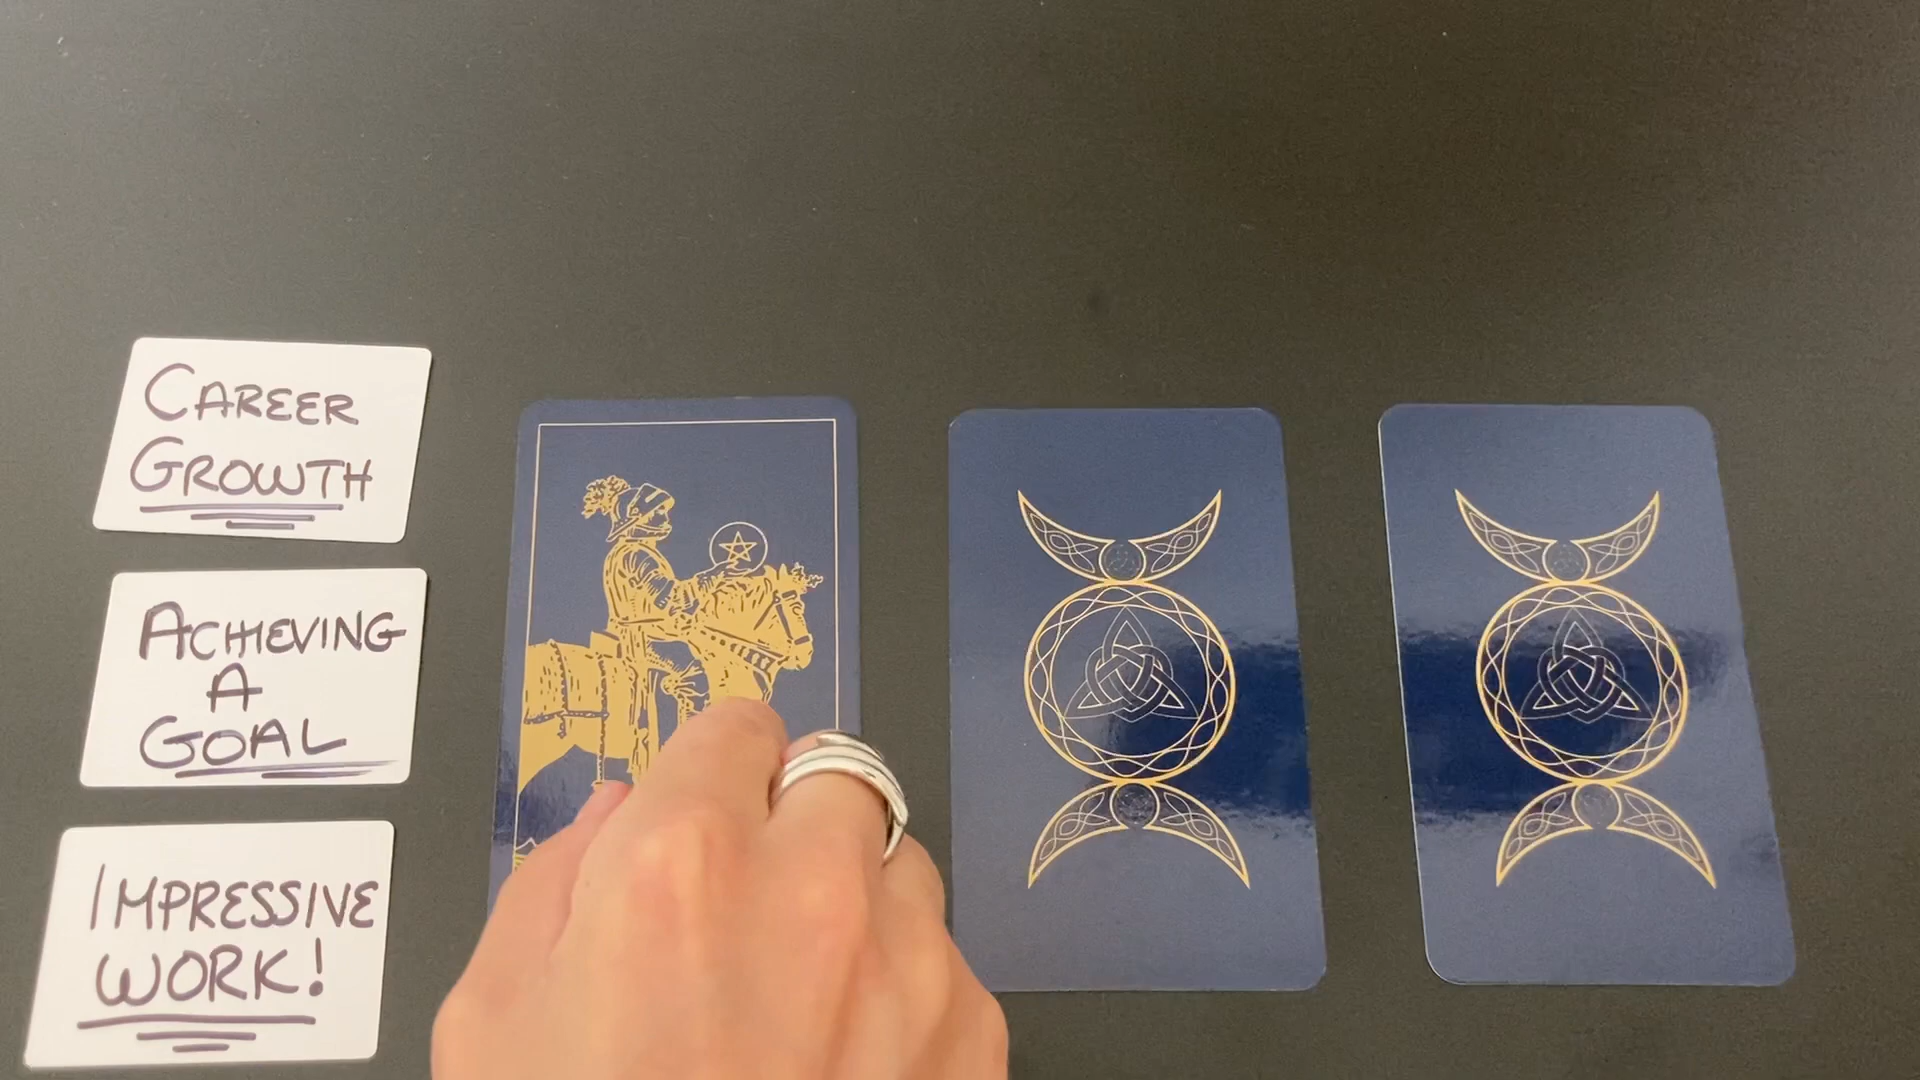 CAREER
GROWTH
ACHIEVING
A
GOAL
IMPRESSIVE
WORK!